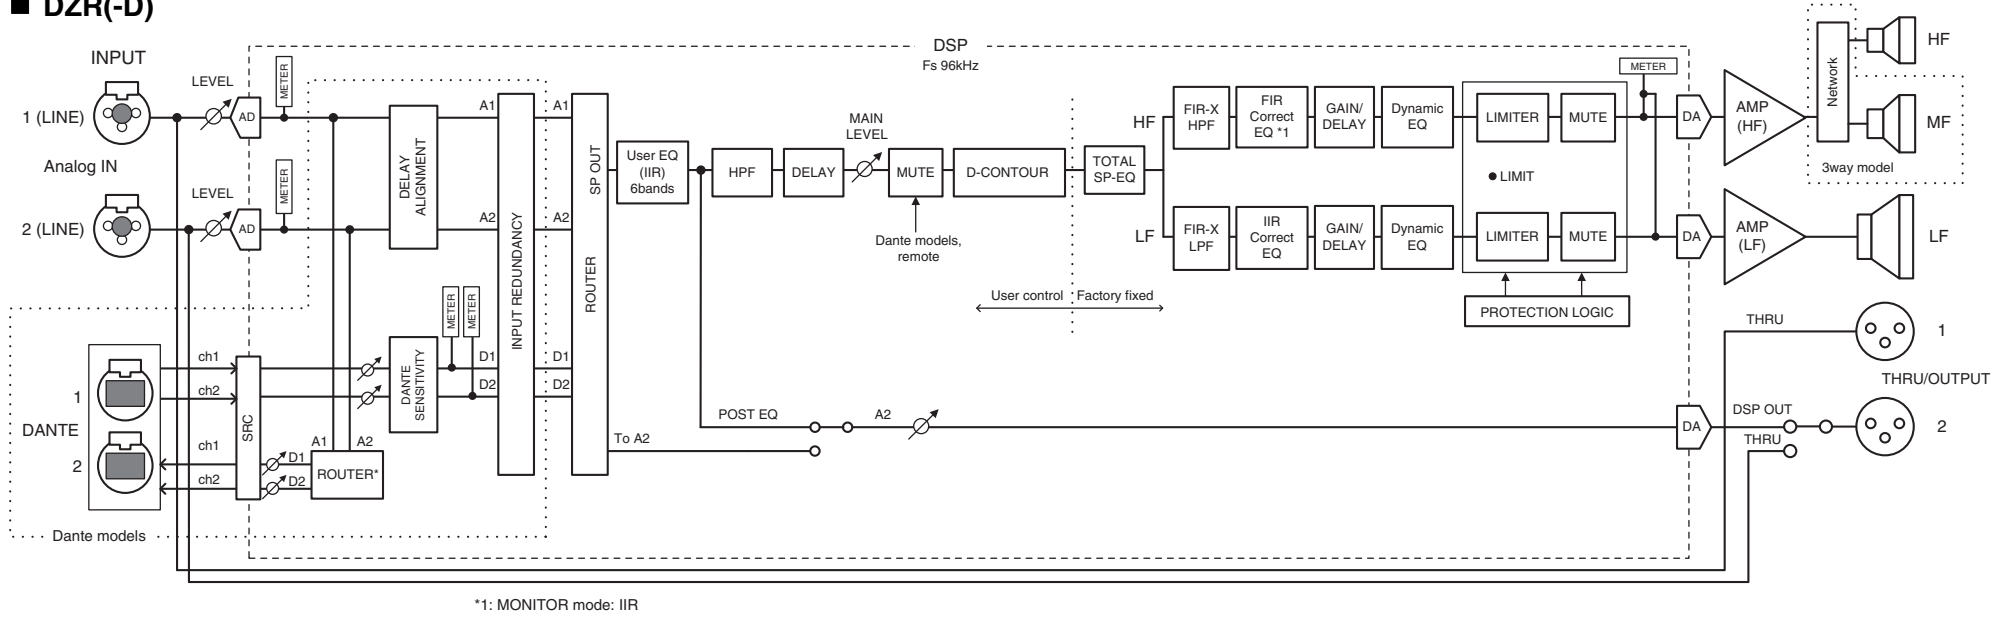 ■ DZR(-D)
INPUT
1 (LINE)
Analog IN
2 (LINE)
LEVEL
AD
METER
LEVEL
AD
METER
DSP
Fs 96kHz
DELAY
ALIGNMENT
A1
A2
INPUT REDUNDANCY
A1
A2
D1
D2
SP OUT
ROUTER
User EQ
(IIR)
6bands
HPF
DELAY
MAIN
LEVEL
MUTE
D-CONTOUR
Dante models,
remote
User control
Factory fixed
TOTAL
SP-EQ
HF
FIR-X
HPF
FIR
Correct
EQ *1
GAIN/
DELAY
Dynamic
EQ
LIMITER
MUTE
METER
DA
AMP
(HF)
Network
HF
MF
3way model
LIMIT
LF
FIR-X
LPF
IIR
Correct
EQ
GAIN/
DELAY
Dynamic
EQ
LIMITER
MUTE
DA
AMP
(LF)
LF
PROTECTION LOGIC
DANTE
1
2
ch1
ch2
ch1
ch2
SRC
METER
METER
DANTE
SENSITIVITY
D1
D2
A1
A2
D1
D2
ROUTER*
Dante models
POST EQ
A2
To A2
DA
THRU
1
THRU/OUTPUT
DSP OUT
2
THRU
*1: MONITOR mode: IIR